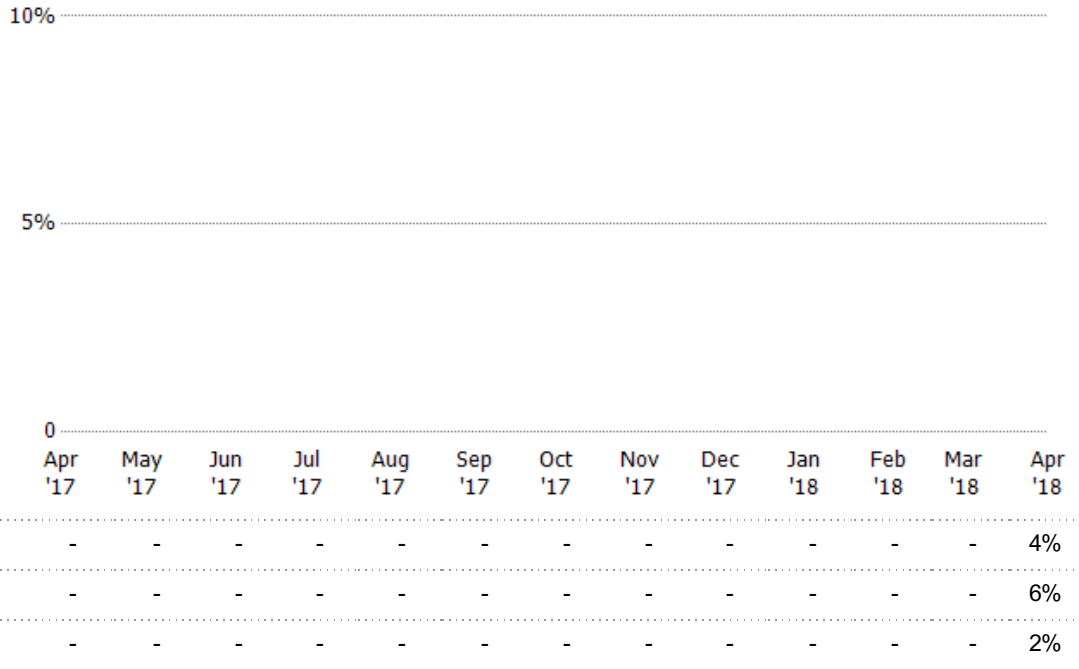 10%
5%
0
Apr May Jun Jul Aug Sep Oct Nov Dec Jan Feb Mar Apr
'17 '17 '17 '17 '17 '17 '17 '17 '17 '18 '18 '18 '18
- - - - - - - - - - - - 4%
- - - - - - - - - - - - 6%
- - - - - - - - - - - - 2%